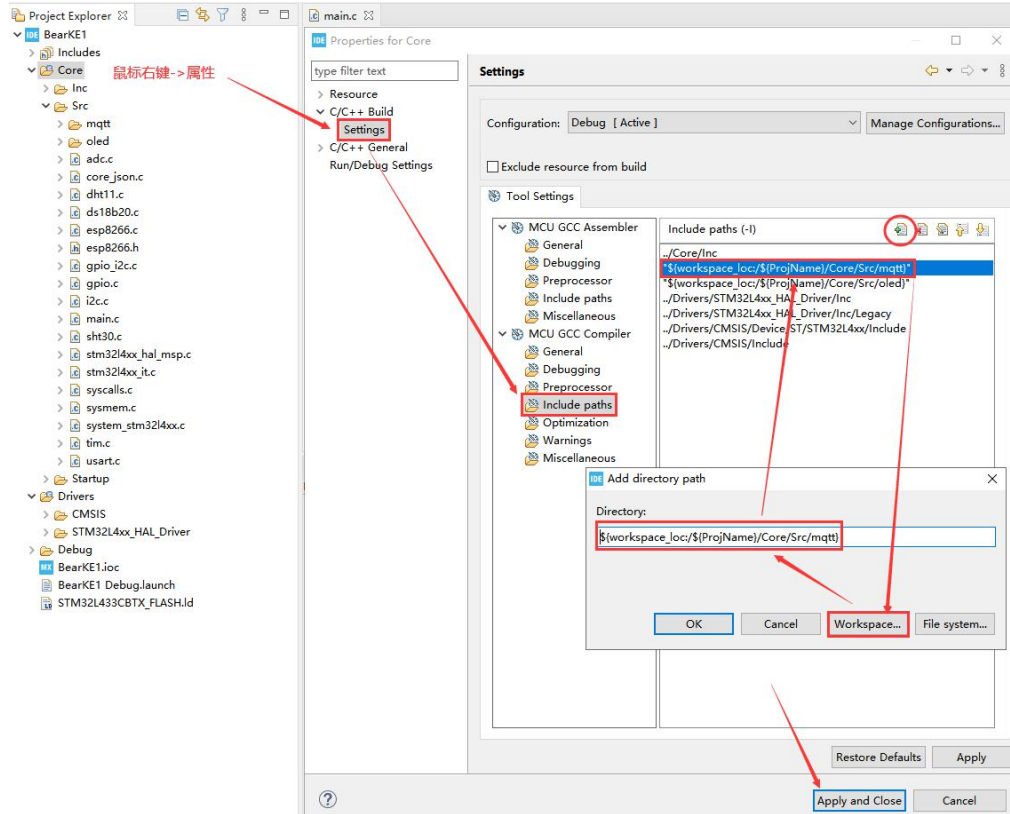 Project Explorer
BearKE1
Includes
Core
鼠标右键->属性
Inc
Src
mqtt
oled
adc.c
core_json.c
dht11.c
ds18b20.c
esp8266.c
esp8266.h
gpio_i2c.c
gpio.c
i2c.c
main.c
sht30.c
stm32l4xx_hal_msp.c
stm32l4xx_it.c
syscalls.c
sysmem.c
system_stm32l4xx.c
tim.c
usart.c
Startup
Drivers
CMSIS
STM32L4xx_HAL_Driver
Debug
BearKE1.ioc
BearKE1 Debug.launch
STM32L433CBTX_FLASH.ld
main.c
IDE Properties for Core
type filter text
Resource
C/C++ Build
Settings
C/C++ General
Run/Debug Settings
Settings
Configuration: Debug [ Active ] Manage Configurations...
Exclude resource from build
Tool Settings
MCU GCC Assembler
General
Debugging
Preprocessor
Include paths
Miscellaneous
MCU GCC Compiler
General
Debugging
Preprocessor
Include paths
Optimization
Warnings
Miscellaneous
Include paths (-I)
../Core/Inc
"${workspace_loc:/${ProjName}/Core/Src/mqtt}"
"${workspace_loc:/${ProjName}/Core/Src/oled}"
../Drivers/STM32L4xx_HAL_Driver/Inc
../Drivers/STM32L4xx_HAL_Driver/Inc/Legacy
../Drivers/CMSIS/Device/ST/STM32L4xx/Include
../Drivers/CMSIS/Include
IDE Add directory path
Directory:
${workspace_loc:/${ProjName}/Core/Src/mqtt}
OK Cancel Workspace... File system...
Restore Defaults Apply
Apply and Close Cancel